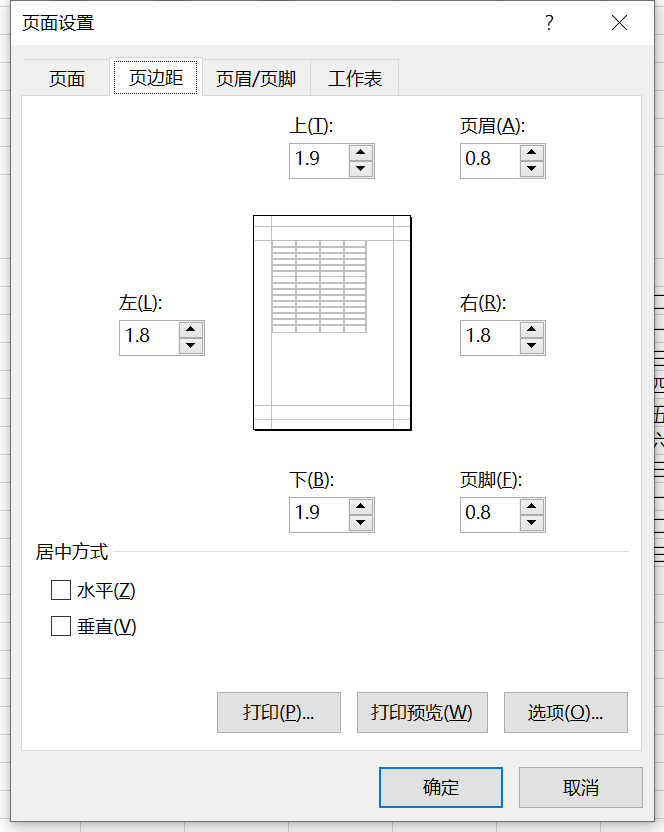 页面设置
?
页面 页边距 页眉/页脚 工作表
上(T): 页眉(A):
1.9 0.8
左(L): 右(R):
1.8 1.8
下(B): 页脚(F):
1.9 0.8
居中方式
水平(Z)
垂直(V)
打印(P)... 打印预览(W) 选项(O)...
确定 取消